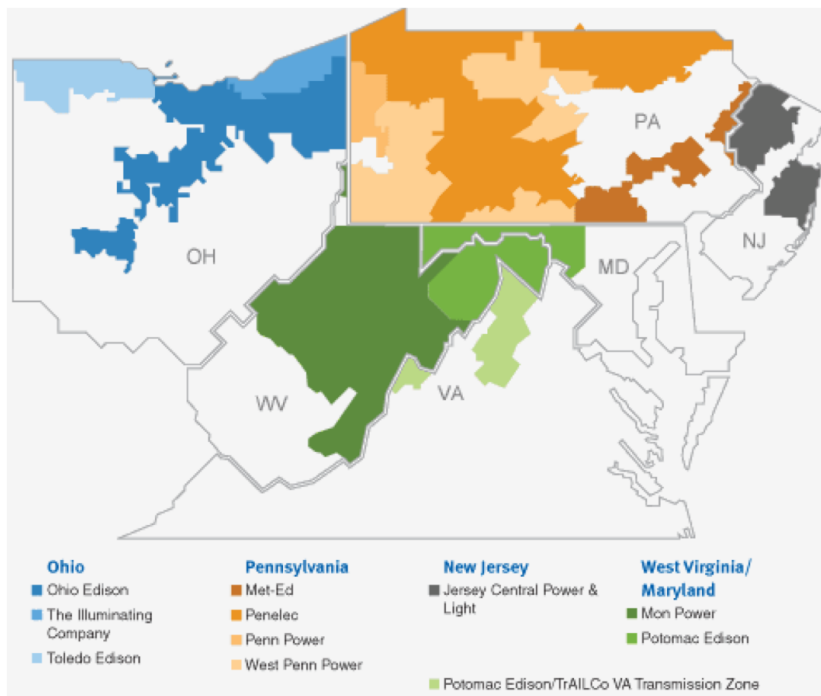 PA
OH
NJ
MD
WV
VA
Ohio
Ohio Edison
The Illuminating
Company
Toledo Edison
Pennsylvania
Met-Ed
Penelec
Penn Power
West Penn Power
New Jersey
Jersey Central Power &
Light
West Virginia/
Maryland
Mon Power
Potomac Edison
Potomac Edison/TrAILCo VA Transmission Zone